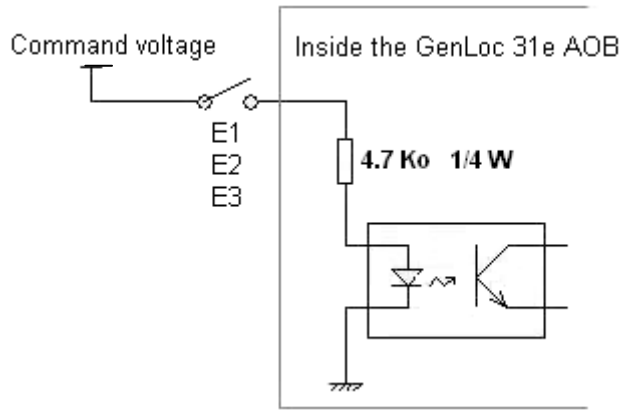 Command voltage
Inside the GenLoc 31e AOB
E1
E2
E3
4.7 Ko 1/4 W